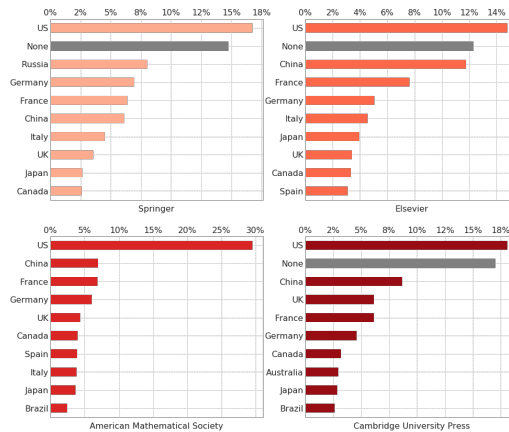 0% 2% 5% 8% 10% 12% 15% 18%
US
None
Russia
Germany
France
China
Italy
UK
Japan
Canada
Springer
0% 2% 4% 6% 8% 10% 12% 14%
US
None
China
France
Germany
Italy
Japan
UK
Canada
Spain
Elsevier
0% 5% 10% 15% 20% 25% 30%
US
China
France
Germany
UK
Canada
Spain
Italy
Japan
Brazil
American Mathematical Society
0% 2% 5% 8% 10% 12% 15% 18%
US
None
China
UK
France
Germany
Canada
Australia
Japan
Brazil
Cambridge University Press